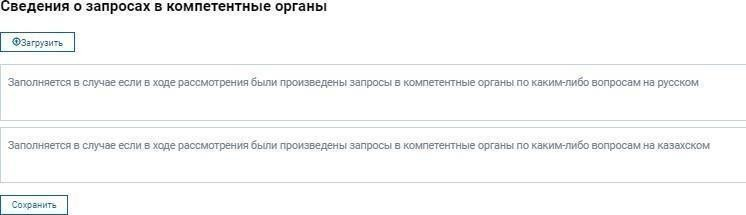 Сведения о запросах в компетентные органы
Загрузить
Заполняется в случае если в ходе рассмотрения были произведены запросы в компетентные органы по каким-либо вопросам на русском
Заполняется в случае если в ходе рассмотрения были произведены запросы в компетентные органы по каким-либо вопросам на казахском
Сохранить